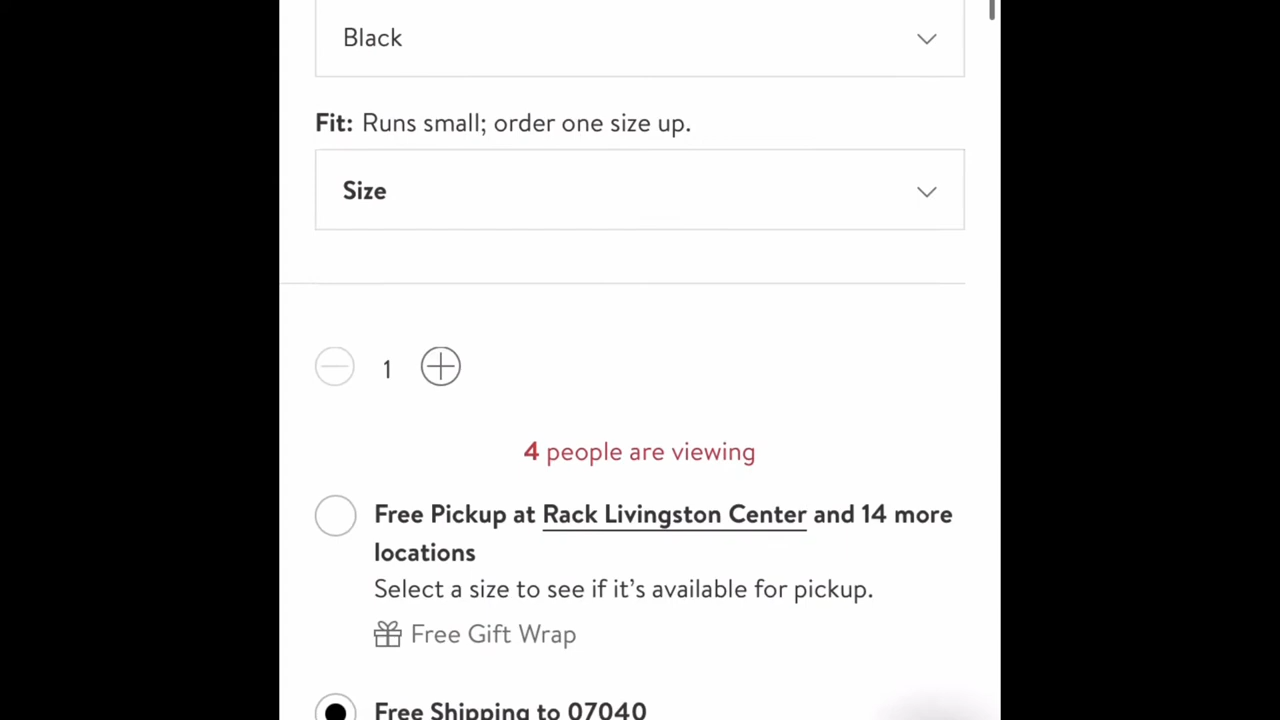 Black
Fit: Runs small; order one size up.
Size
1
4 people are viewing
Free Pickup at Rack Livingston Center and 14 more
locations
Select a size to see if it’s available for pickup.
Free Gift Wrap
Free Shipping to 07040